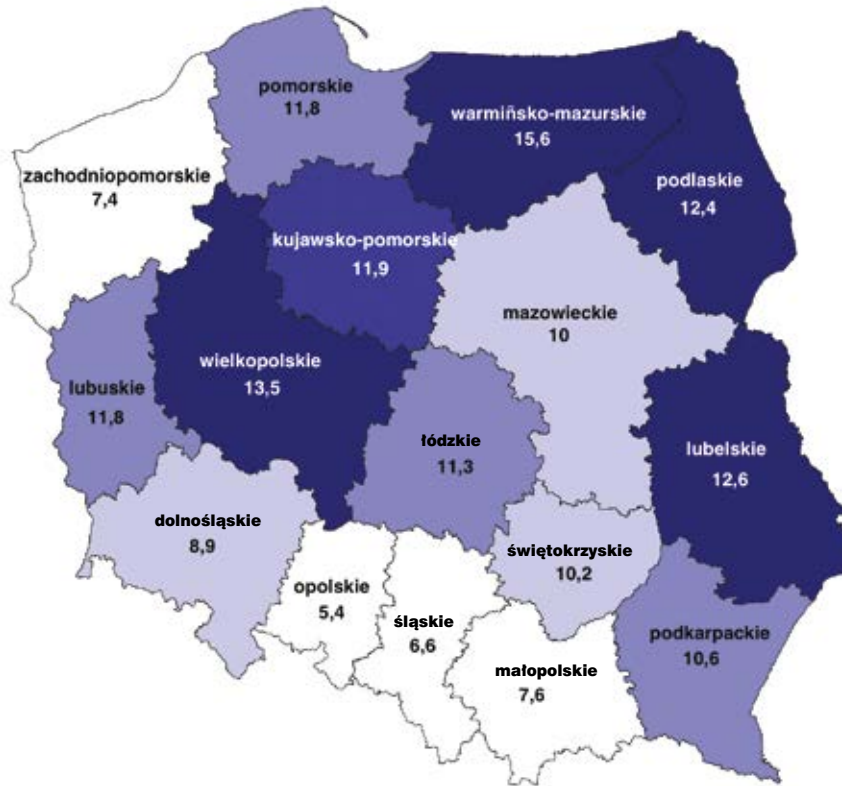 pomorskie
11,8
warmińsko-mazurskie
15,6
zachodniopomorskie
7,4
podlaskie
12,4
kujawsko-pomorskie
11,9
mazowieckie
10
wielkopolskie
13,5
lubuskie
11,8
łódzkie
11,3
lubelskie
12,6
dolnośląskie
8,9
świętokrzyskie
10,2
opolskie
5,4
śląskie
6,6
podkarpackie
10,6
małopolskie
7,6